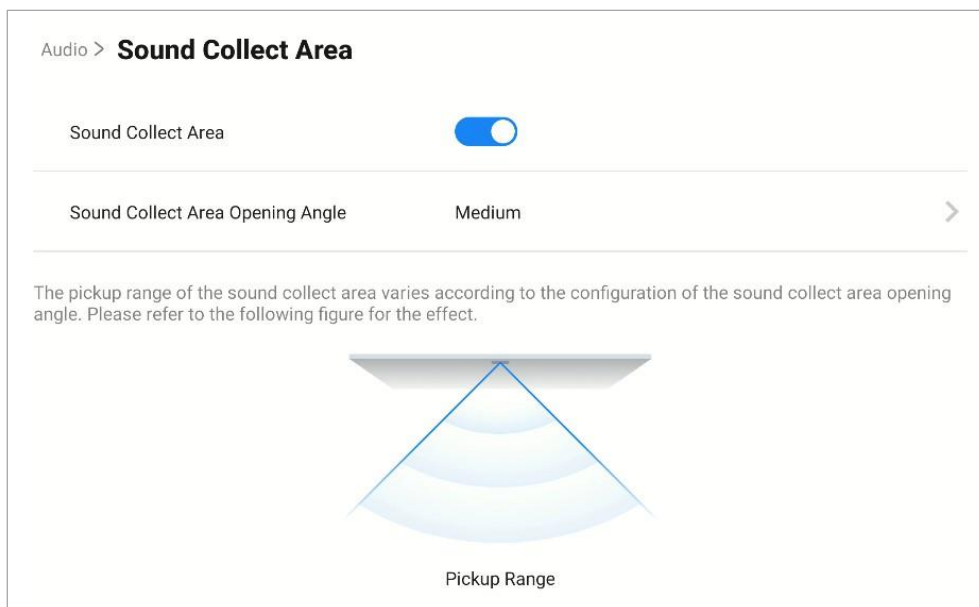 Audio > Sound Collect Area
Sound Collect Area
Sound Collect Area Opening Angle Medium
The pickup range of the sound collect area varies according to the configuration of the sound collect area opening
angle. Please refer to the following figure for the effect.
Pickup Range